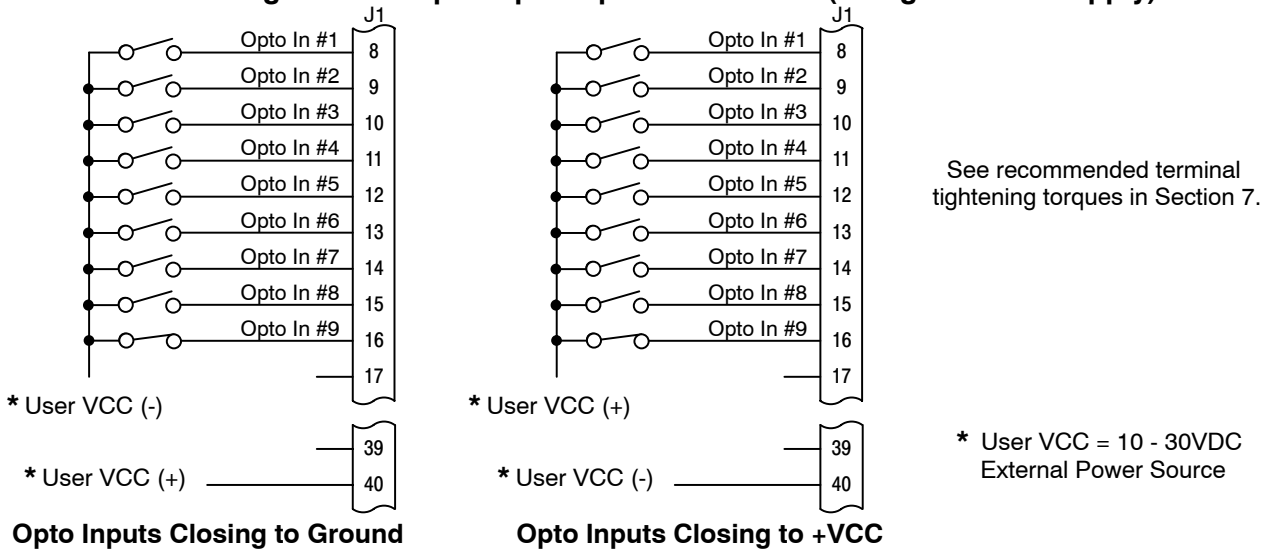 J1 J1
Opto In #1 8 Opto In #1 8
Opto In #2 9 Opto In #2 9
Opto In #3 10 Opto In #3 10
Opto In #4 11 Opto In #4 11
Opto In #5 12 Opto In #5 12
Opto In #6 13 Opto In #6 13
Opto In #7 14 Opto In #7 14
Opto In #8 15 Opto In #8 15
Opto In #9 16 Opto In #9 16
17 17
See recommended terminal
tightening torques in Section 7.
* User VCC (-) * User VCC (+)
39 39
* User VCC (+) 40 * User VCC (-) 40
* User VCC = 10 - 30VDC
External Power Source
Opto Inputs Closing to Ground Opto Inputs Closing to +VCC